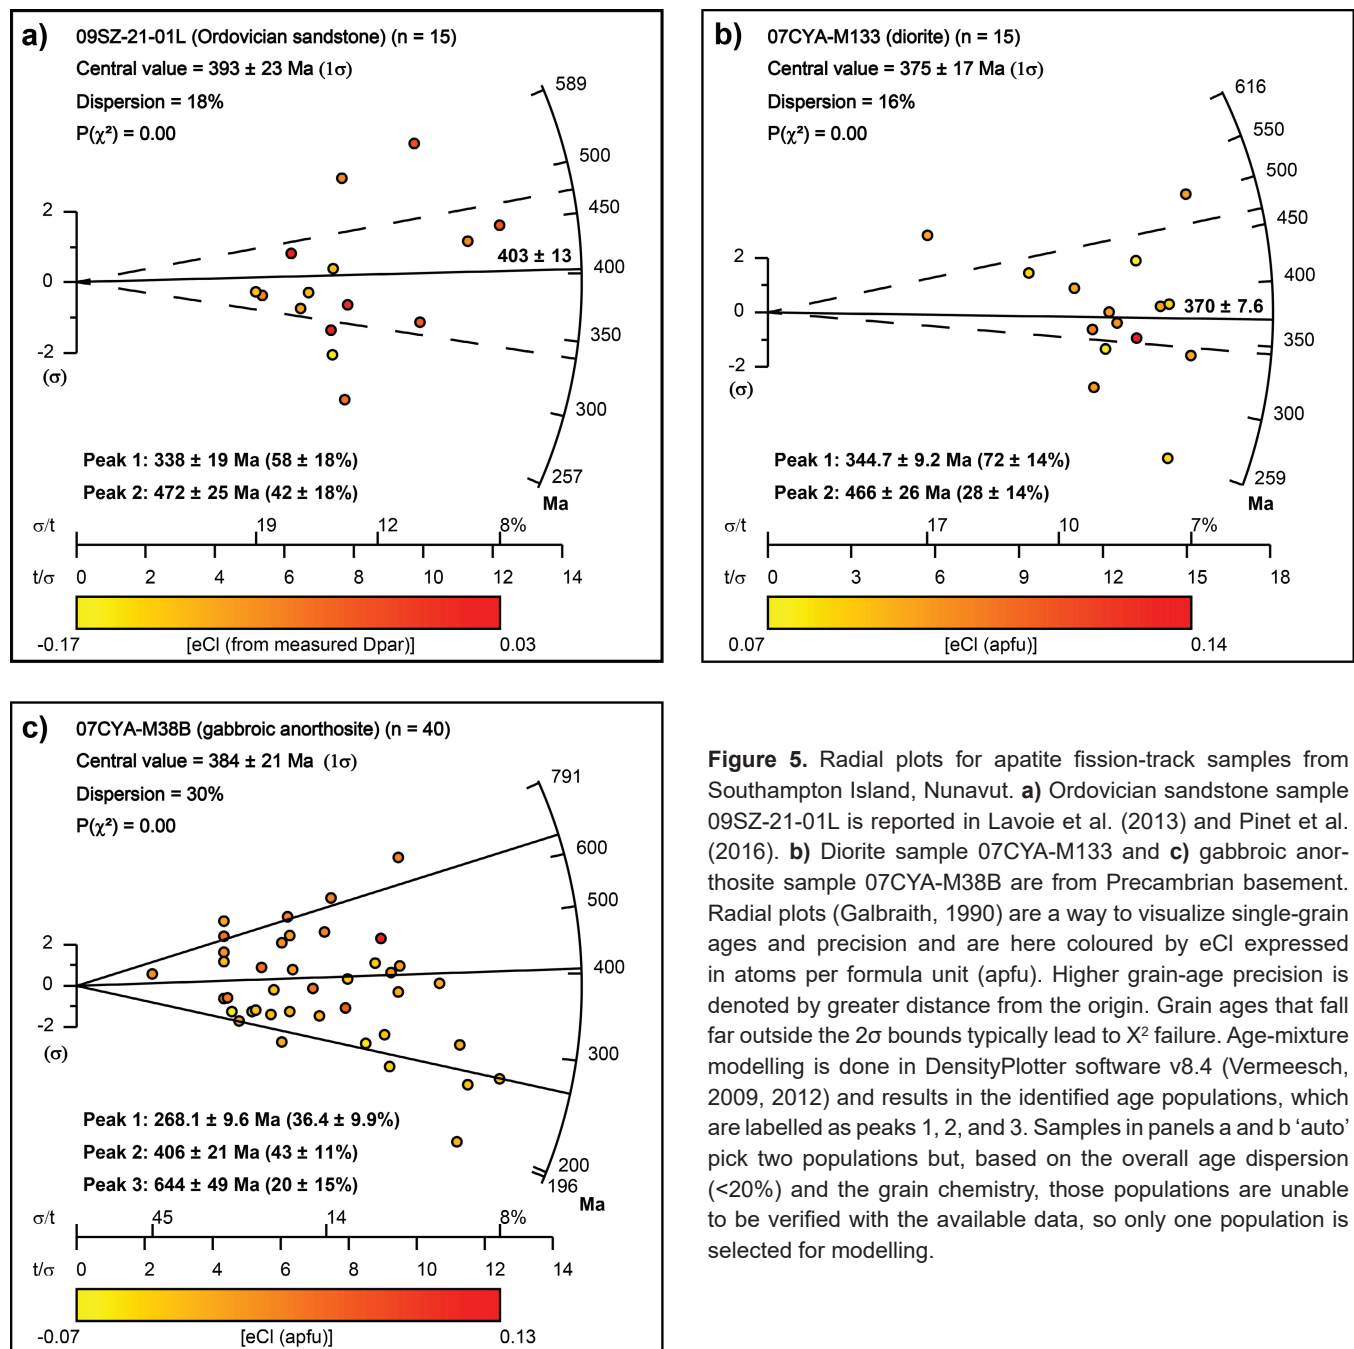 a) 09SZ-21-01L (Ordovician sandstone) (n = 15)
Central value = 393 ± 23 Ma (1σ)
Dispersion = 18%
P(χ²) = 0.00
589
500
450
403 ± 13
400
350
300
257
Ma
2
0
-2
(σ)
Peak 1: 338 ± 19 Ma (58 ± 18%)
Peak 2: 472 ± 25 Ma (42 ± 18%)
σ/t 19 12 8%
t/σ 0 2 4 6 8 10 12 14
-0.17 [eCl (from measured Dpar)] 0.03
b) 07CYA-M133 (diorite) (n = 15)
Central value = 375 ± 17 Ma (1σ)
Dispersion = 16%
P(χ²) = 0.00
616
550
500
450
400
370 ± 7.6
350
300
259
Ma
2
0
-2
(σ)
Peak 1: 344.7 ± 9.2 Ma (72 ± 14%)
Peak 2: 466 ± 26 Ma (28 ± 14%)
σ/t 17 10 7%
t/σ 0 3 6 9 12 15 18
0.07 [eCl (apfu)] 0.14
c) 07CYA-M38B (gabbroic anorthosite) (n = 40)
Central value = 384 ± 21 Ma (1σ)
Dispersion = 30%
P(χ²) = 0.00
791
600
500
400
300
200
196
Ma
2
0
-2
(σ)
Peak 1: 268.1 ± 9.6 Ma (36.4 ± 9.9%)
Peak 2: 406 ± 21 Ma (43 ± 11%)
Peak 3: 644 ± 49 Ma (20 ± 15%)
σ/t 45 14 8%
t/σ 0 2 4 6 8 10 12 14
-0.07 [eCl (apfu)] 0.13
Figure 5. Radial plots for apatite fission-track samples from
Southampton Island, Nunavut. a) Ordovician sandstone sample
09SZ-21-01L is reported in Lavoie et al. (2013) and Pinet et al.
(2016). b) Diorite sample 07CYA-M133 and c) gabbroic anor-
thosite sample 07CYA-M38B are from Precambrian basement.
Radial plots (Galbraith, 1990) are a way to visualize single-grain
ages and precision and are here coloured by eCl expressed
in atoms per formula unit (apfu). Higher grain-age precision is
denoted by greater distance from the origin. Grain ages that fall
far outside the 2σ bounds typically lead to X² failure. Age-mixture
modelling is done in DensityPlotter software v8.4 (Vermeesch,
2009, 2012) and results in the identified age populations, which
are labelled as peaks 1, 2, and 3. Samples in panels a and b ‘auto’
pick two populations but, based on the overall age dispersion
(<20%) and the grain chemistry, those populations are unable
to be verified with the available data, so only one population is
selected for modelling.